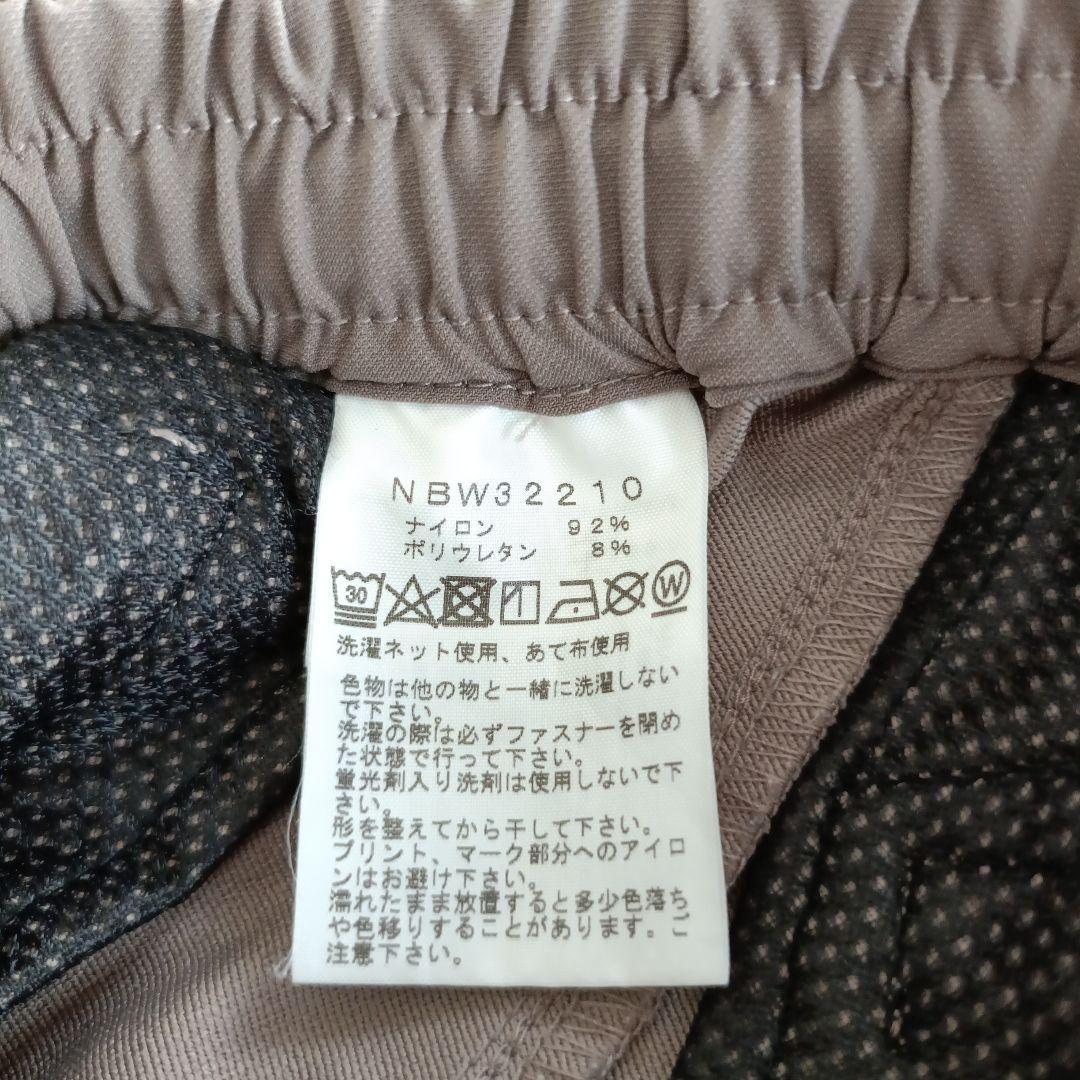 NBW32210
ナイロン 92%
ポリウレタン 8%
30 W
洗濯ネット使用、あて布使用
色物は他の物と一緒に洗濯しない
で下さい。
洗濯の際は必ずファスナーを閉め
た状態で行って下さい。
蛍光剤入り洗剤は使用しないで下
さい。
形を整えてから干して下さい。
プリント、マーク部分へのアイロ
ンはお避け下さい。
濡れたまま放置すると多少色落ち
や色移りすることがあります。ご
注意下さい。